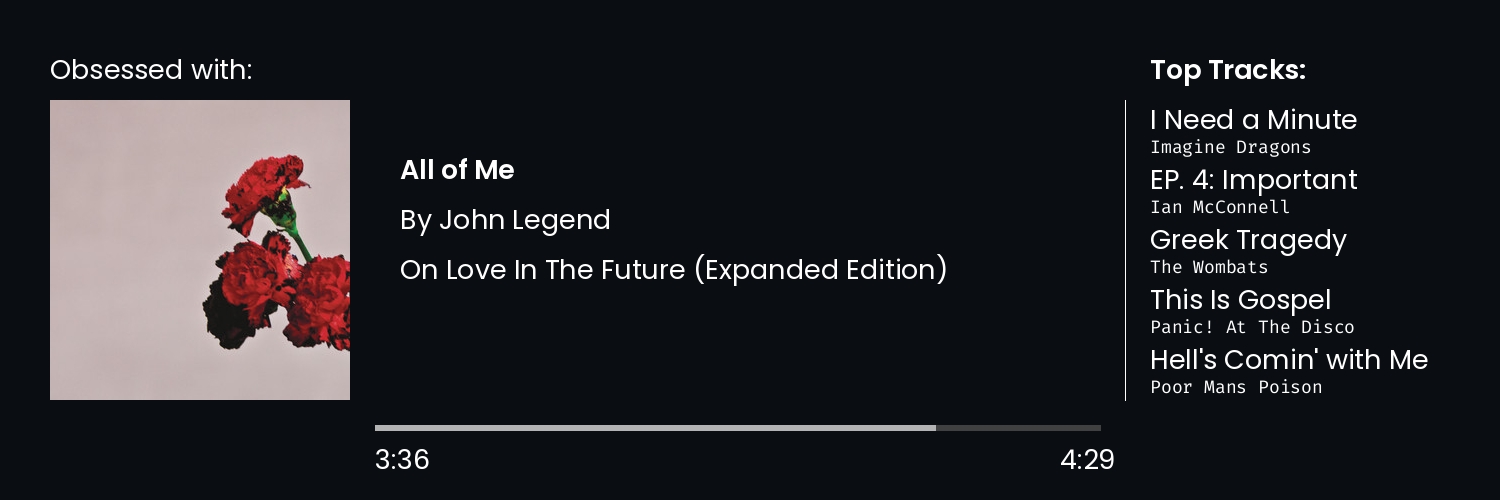 Obsessed with:
All of Me
By John Legend
On Love In The Future (Expanded Edition)
3:36
4:29
Top Tracks:
I Need a Minute
Imagine Dragons
EP. 4: Important
Ian McConnell
Greek Tragedy
The Wombats
This Is Gospel
Panic! At The Disco
Hell's Comin' with Me
Poor Mans Poison